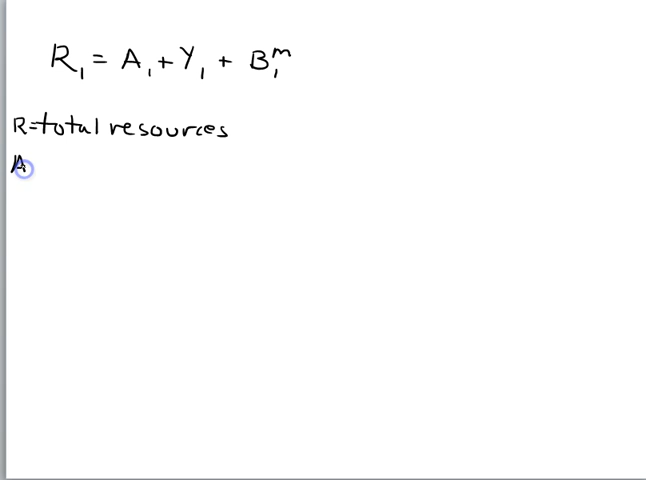 R₁ = A₁ + Y₁ + B₁ᵐ
R=total resources
A